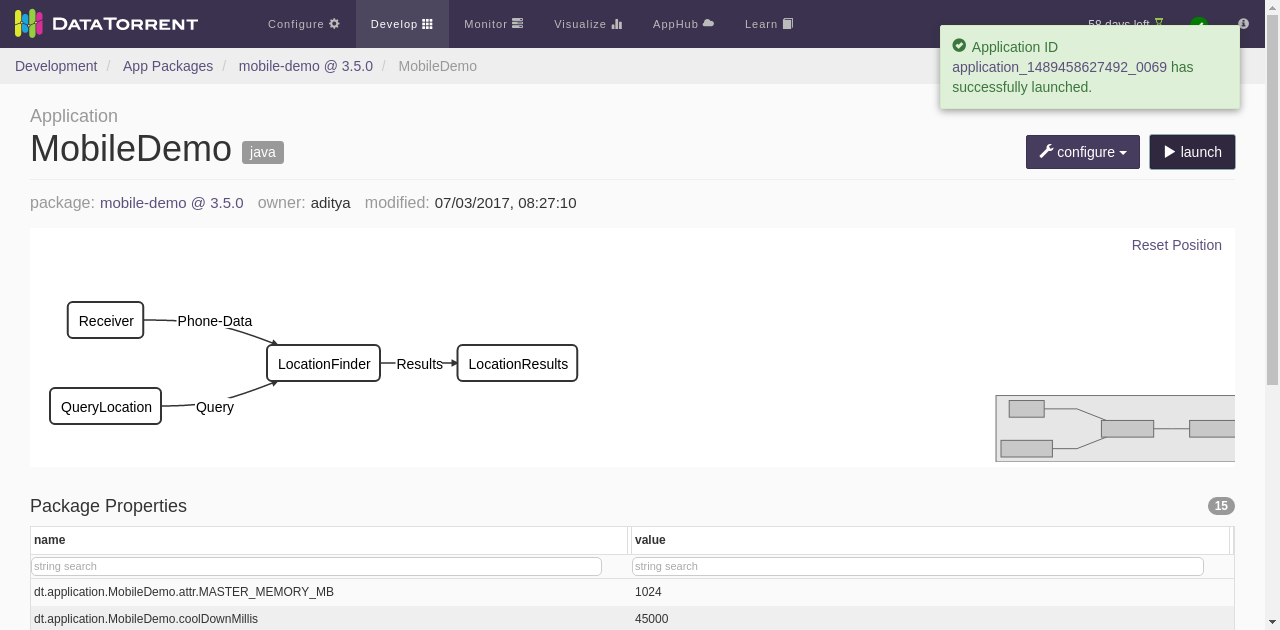 DATATORRENT
Configure Develop Monitor Visualize AppHub Learn 58 days left
Application ID
application_1489458627492_0069 has
successfully launched.
Development / App Packages / mobile-demo @ 3.5.0 / MobileDemo
Application
MobileDemo java
configure launch
package: mobile-demo @ 3.5.0 owner: aditya modified: 07/03/2017, 08:27:10
Reset Position
Receiver Phone-Data
LocationFinder Results LocationResults
QueryLocation Query
Package Properties 15
name value
string search string search
dt.application.MobileDemo.attr.MASTER_MEMORY_MB 1024
dt.application.MobileDemo.coolDownMillis 45000